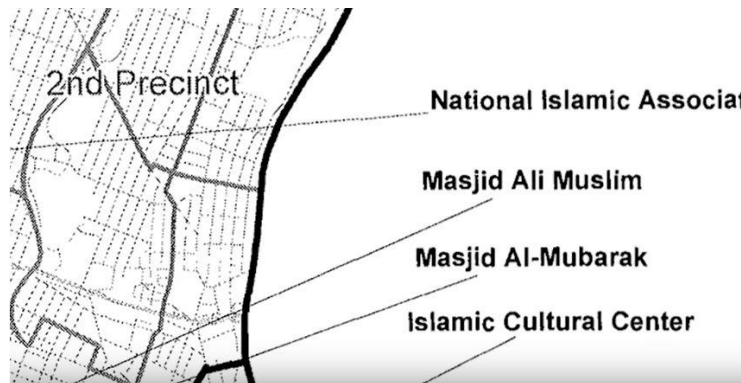 2nd Precinct
National Islamic Associat
Masjid Ali Muslim
Masjid Al-Mubarak
Islamic Cultural Center